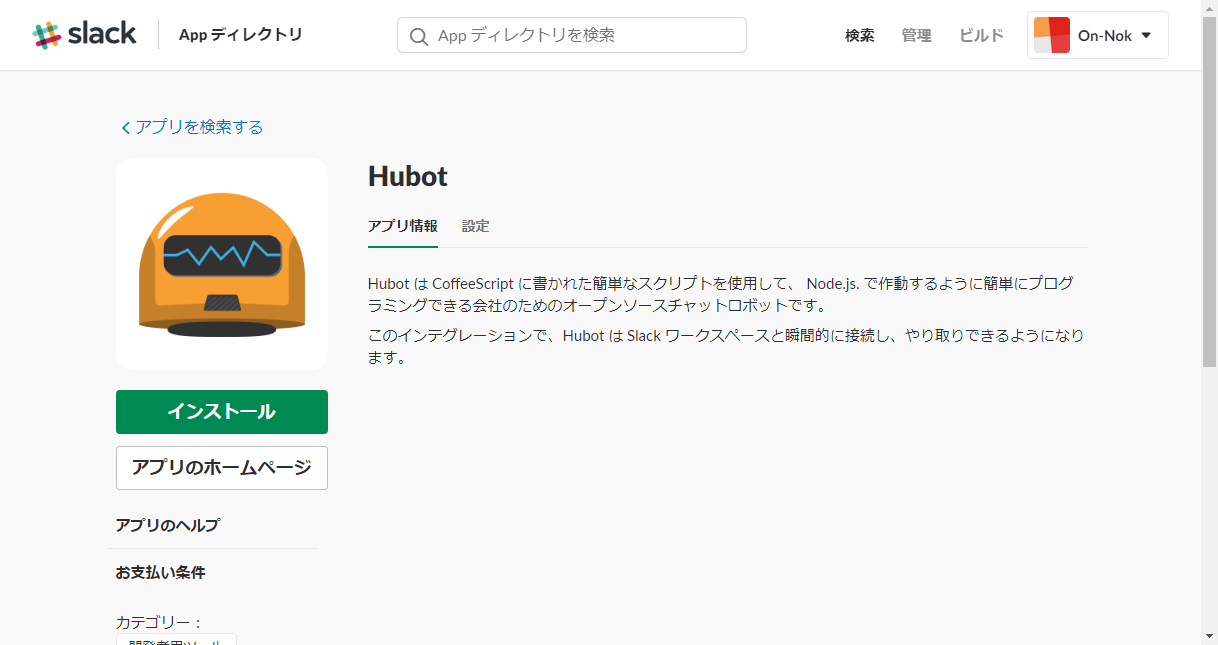 slack
App ディレクトリ
App ディレクトリを検索
検索
管理
ビルド
On-Nok
アプリを検索する
Hubot
アプリ情報
設定
Hubot は CoffeeScript に書かれた簡単なスクリプトを使用して、 Node.js. で作動するように簡単にプログ
ラミングできる会社のためのオープンソースチャットロボットです。
このインテグレーションで、Hubot は Slack ワークスペースと瞬間的に接続し、やり取りできるようになり
ます。
インストール
アプリのホームページ
アプリのヘルプ
お支払い条件
カテゴリー：
開発者用ツール